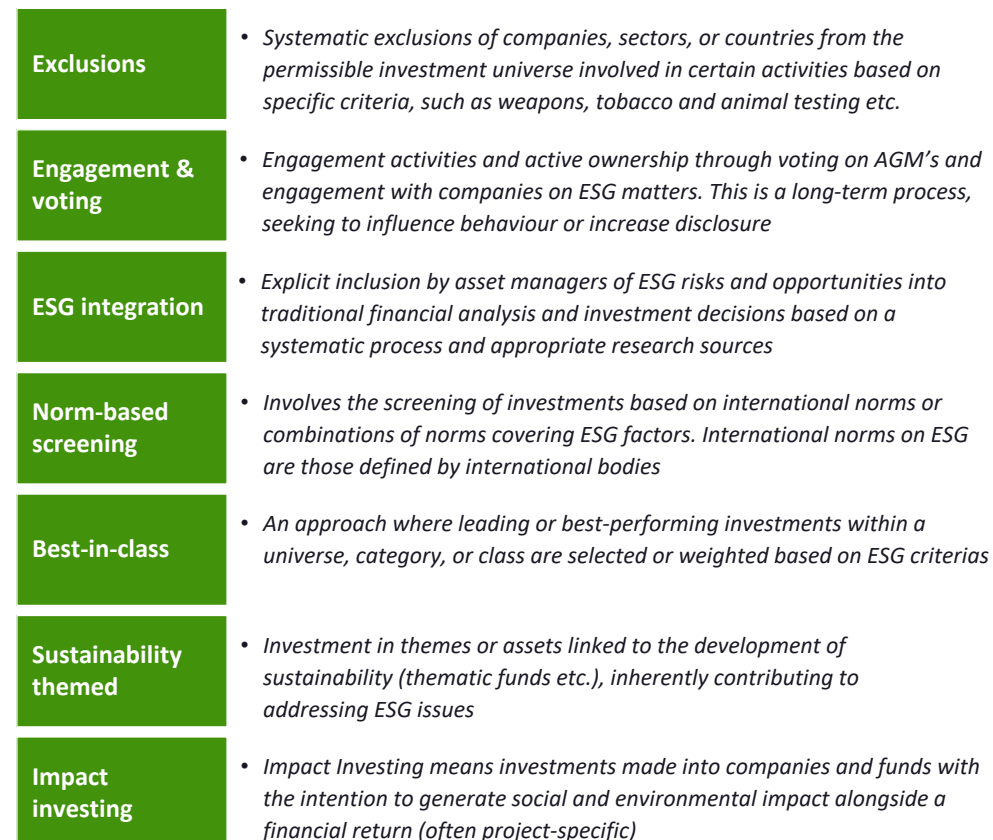 Exclusions
• Systematic exclusions of companies, sectors, or countries from the
permissible investment universe involved in certain activities based on
specific criteria, such as weapons, tobacco and animal testing etc.
Engagement &
voting
• Engagement activities and active ownership through voting on AGM's and
engagement with companies on ESG matters. This is a long-term process,
seeking to influence behaviour or increase disclosure
ESG integration
• Explicit inclusion by asset managers of ESG risks and opportunities into
traditional financial analysis and investment decisions based on a
systematic process and appropriate research sources
Norm-based
screening
• Involves the screening of investments based on international norms or
combinations of norms covering ESG factors. International norms on ESG
are those defined by international bodies
Best-in-class
• An approach where leading or best-performing investments within a
universe, category, or class are selected or weighted based on ESG criterias
Sustainability
themed
• Investment in themes or assets linked to the development of
sustainability (thematic funds etc.), inherently contributing to
addressing ESG issues
Impact
investing
• Impact Investing means investments made into companies and funds with
the intention to generate social and environmental impact alongside a
financial return (often project-specific)